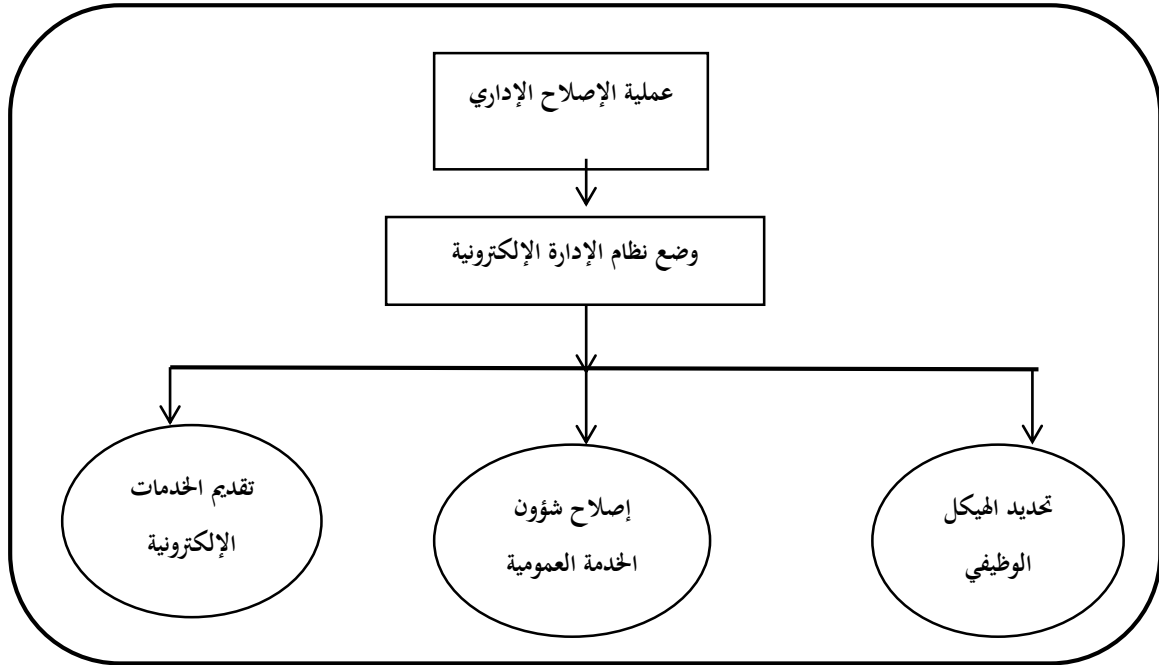 عملية الإصلاح الإداري
وضع نظام الإدارة الإلكترونية
تحديد الهيكل
الوظيفي
إصلاح شؤون
الخدمة العمومية
تقديم الخدمات
الإلكترونية